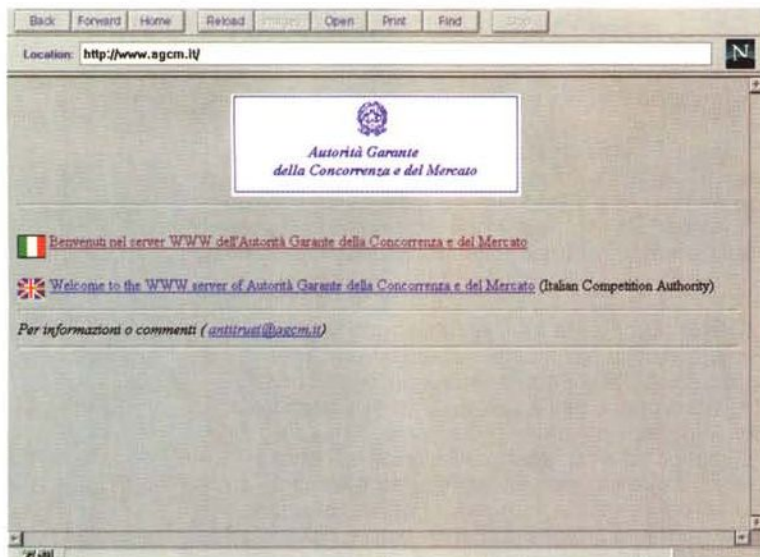 Back Forward Home Reload Images Open Print Find Stop
Location: http://www.agcm.it/
N
Autorità Garante
della Concorrenza e del Mercato
Benvenuti nel server WWW dell'Autorità Garante della Concorrenza e del Mercato
Welcome to the WWW server of Autorità Garante della Concorrenza e del Mercato (Italian Competition Authority)
Per informazioni o commenti ( antitrust@agcm.it)